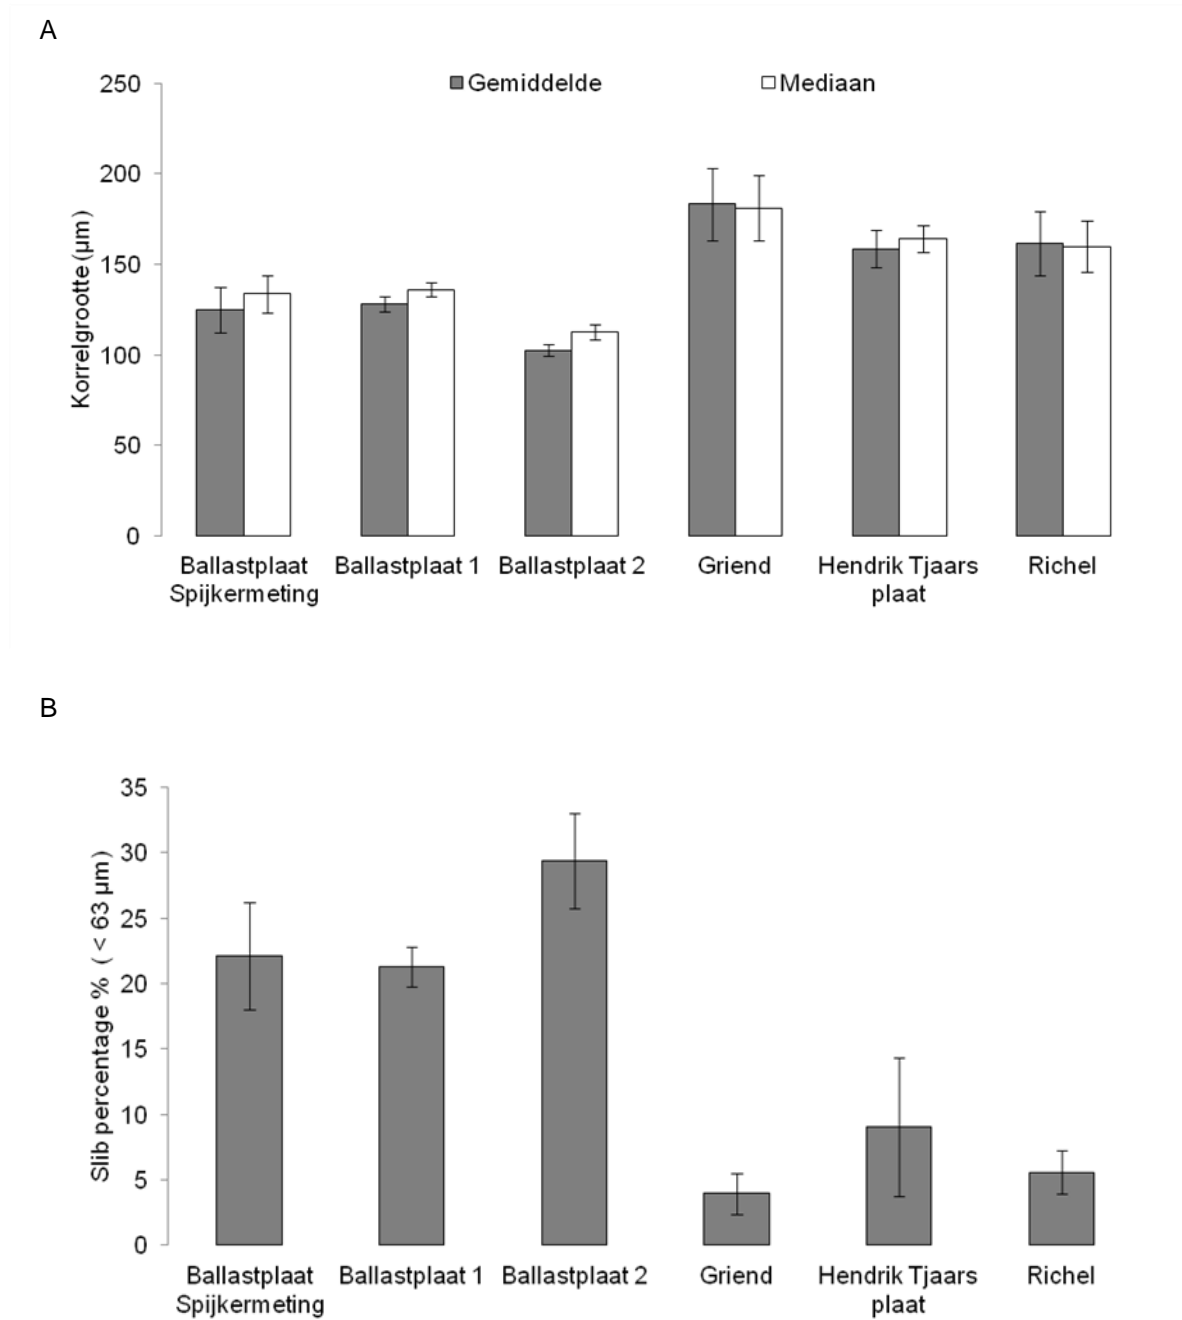 A
250
200
150
100
50
0
Korrelgrootte (µm)
Gemiddelde
Mediaan
Ballastplaat
Spijkermeting
Ballastplaat 1
Ballastplaat 2
Griend
Hendrik Tjaars
plaat
Richel
B
35
30
25
20
15
10
5
0
Slib percentage % ( < 63 µm)
Ballastplaat
Spijkermeting
Ballastplaat 1
Ballastplaat 2
Griend
Hendrik Tjaars
plaat
Richel